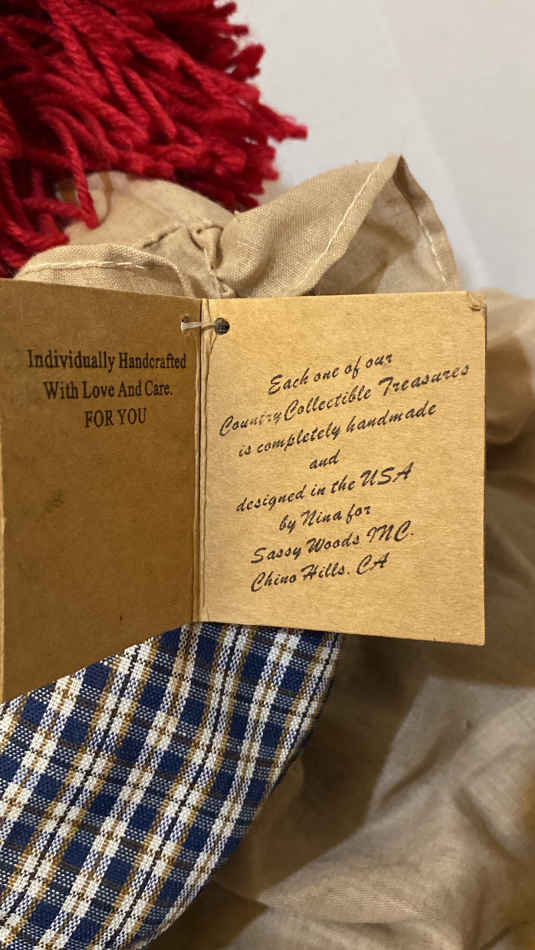 Individually Handcrafted
With Love And Care.
FOR YOU
Each one of our
Country Collectible Treasures
is completely handmade
and
designed in the USA
by Nina for
Sassy Woods INC.
Chino Hills. CA